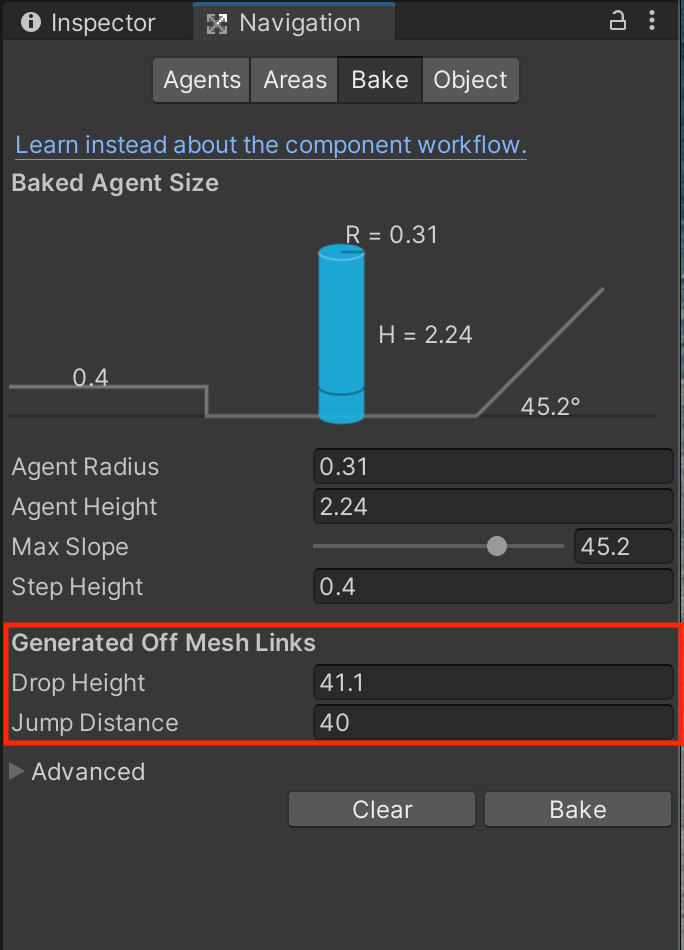 Inspector Navigation
Agents Areas Bake Object
Learn instead about the component workflow.
Baked Agent Size
R = 0.31
H = 2.24
0.4
45.2°
Agent Radius 0.31
Agent Height 2.24
Max Slope 45.2
Step Height 0.4
Generated Off Mesh Links
Drop Height 41.1
Jump Distance 40
Advanced
Clear Bake